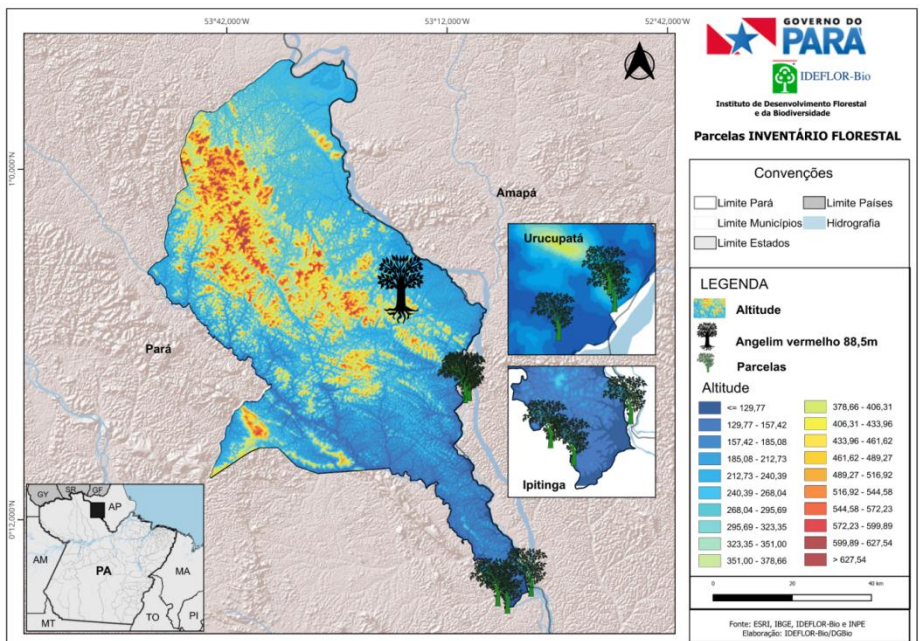 53°42,000'W
53°12,000'W
52°42,000'W
1°0,000'N
0°12,000'N
Amapá
Pará
Urucupatá
Ipitinga
GY
SR
GF
AP
AM
PA
MA
MT
TO
PI
GOVERNO DO
PARÁ
IDEFLOR-Bio
Instituto de Desenvolvimento Florestal
e da Biodiversidade
Parcelas INVENTÁRIO FLORESTAL
Convenções
Limite Pará
Limite Países
Limite Municípios
Hidrografia
Limite Estados
LEGENDA
Altitude
Angelim vermelho 88,5m
Parcelas
Altitude
<= 129,77
129,77 - 157,42
157,42 - 185,08
185,08 - 212,73
212,73 - 240,39
240,39 - 268,04
268,04 - 295,69
295,69 - 323,35
323,35 - 351,00
351,00 - 378,66
378,66 - 406,31
406,31 - 433,96
433,96 - 461,62
461,62 - 489,27
489,27 - 516,92
516,92 - 544,58
544,58 - 572,23
572,23 - 599,89
599,89 - 627,54
> 627,54
0
20
40 km
Fonte: ESRI, IBGE, IDEFLOR-Bio e INPE
Elaboração: IDEFLOR-Bio/DGBio